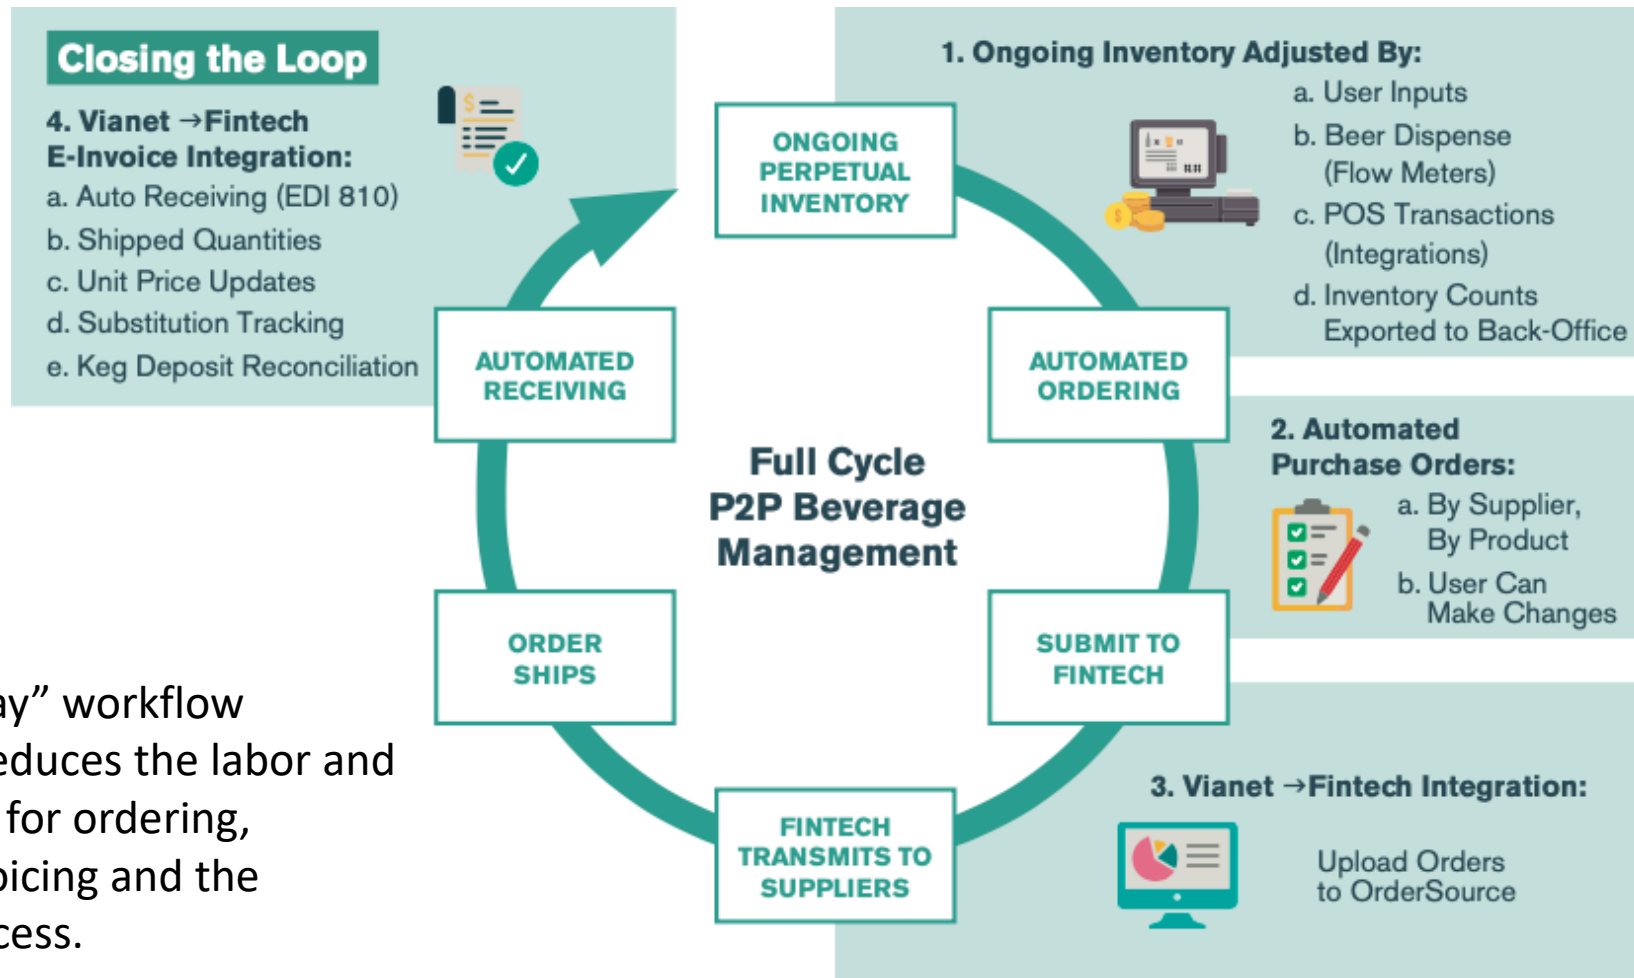 Closing the Loop
4. Vianet →Fintech
E-Invoice Integration:
a. Auto Receiving (EDI 810)
b. Shipped Quantities
c. Unit Price Updates
d. Substitution Tracking
e. Keg Deposit Reconciliation
1. Ongoing Inventory Adjusted By:
a. User Inputs
b. Beer Dispense
(Flow Meters)
c. POS Transactions
(Integrations)
d. Inventory Counts
Exported to Back-Office
ONGOING
PERPETUAL
INVENTORY
AUTOMATED
RECEIVING
AUTOMATED
ORDERING
2. Automated
Purchase Orders:
a. By Supplier,
By Product
b. User Can
Make Changes
Full Cycle
P2P Beverage
Management
ORDER
SHIPS
SUBMIT TO
FINTECH
FINTECH
TRANSMITS TO
SUPPLIERS
3. Vianet →Fintech Integration:
Upload Orders
to OrderSource
workflow
the labor and
for ordering,
and the